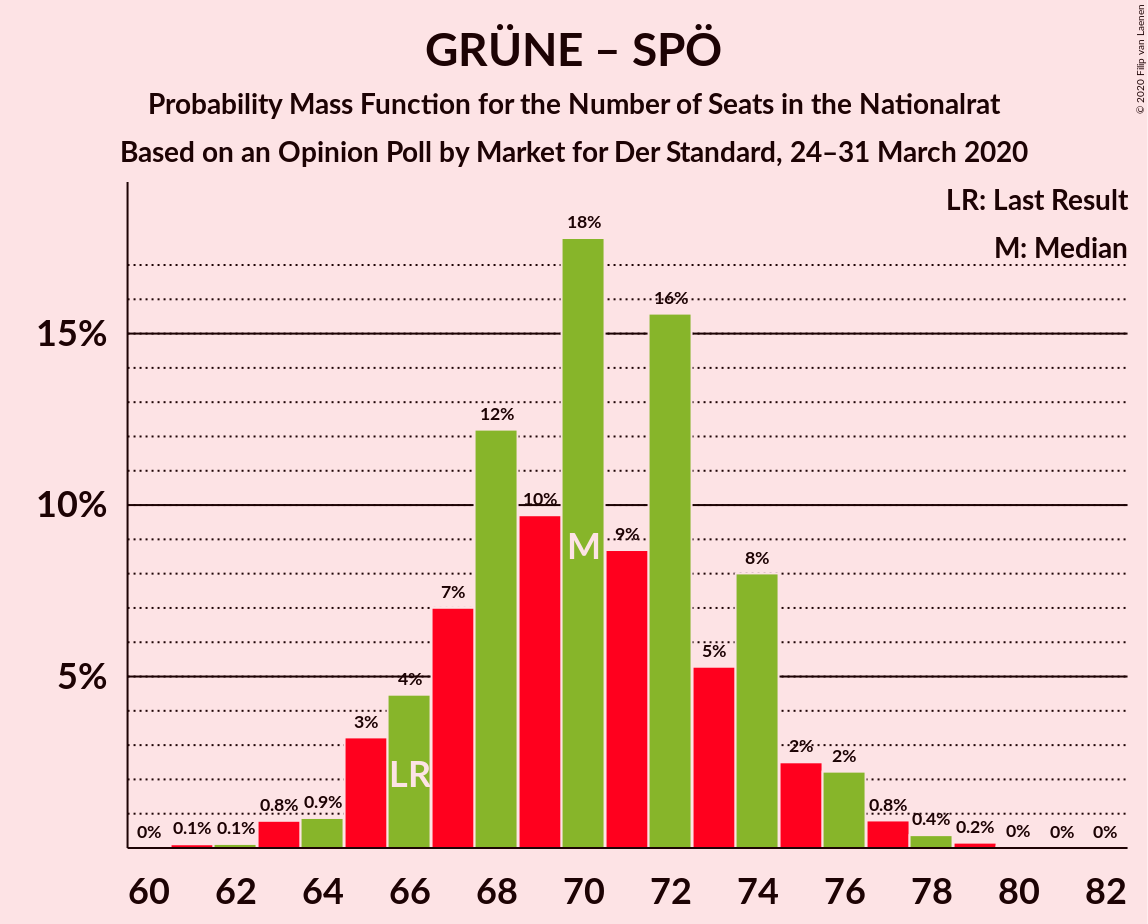 GRÜNE – SPÖ
Probability Mass Function for the Number of Seats in the Nationalrat
Based on an Opinion Poll by Market for Der Standard, 24–31 March 2020
© 2020 Filip van Laenen
LR: Last Result
M: Median
15%
10%
5%
0%
0.1%
0.1%
0.8%
0.9%
3%
4%
7%
12%
10%
18%
9%
16%
5%
8%
2%
2%
0.8%
0.4%
0.2%
0%
0%
0%
LR
M
60 62 64 66 68 70 72 74 76 78 80 82